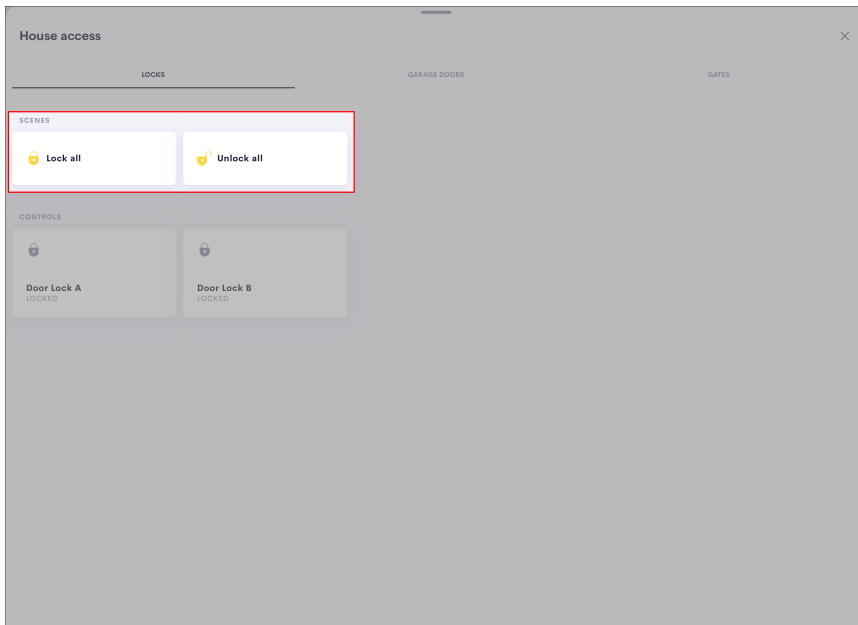 House access
LOCKS GARAGE DOORS GATES
SCENES
Lock all Unlock all
CONTROLS
Door Lock A Door Lock B
LOCKED LOCKED